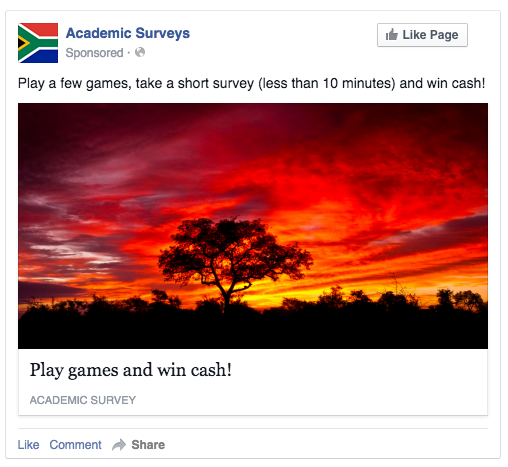 Academic Surveys
Like Page
Sponsored ·
Play a few games, take a short survey (less than 10 minutes) and win cash!
Play games and win cash!
ACADEMIC SURVEY
Like Comment Share